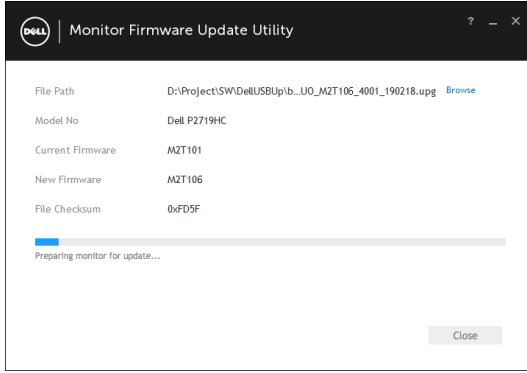 DELL Monitor Firmware Update Utility ?
File Path D:\Project\SW\DellUSBUp\b...UO_M2T106_4001_190218.upg Browse
Model No Dell P2719HC
Current Firmware M2T101
New Firmware M2T106
File Checksum 0xFD5F
Preparing monitor for update...
Close